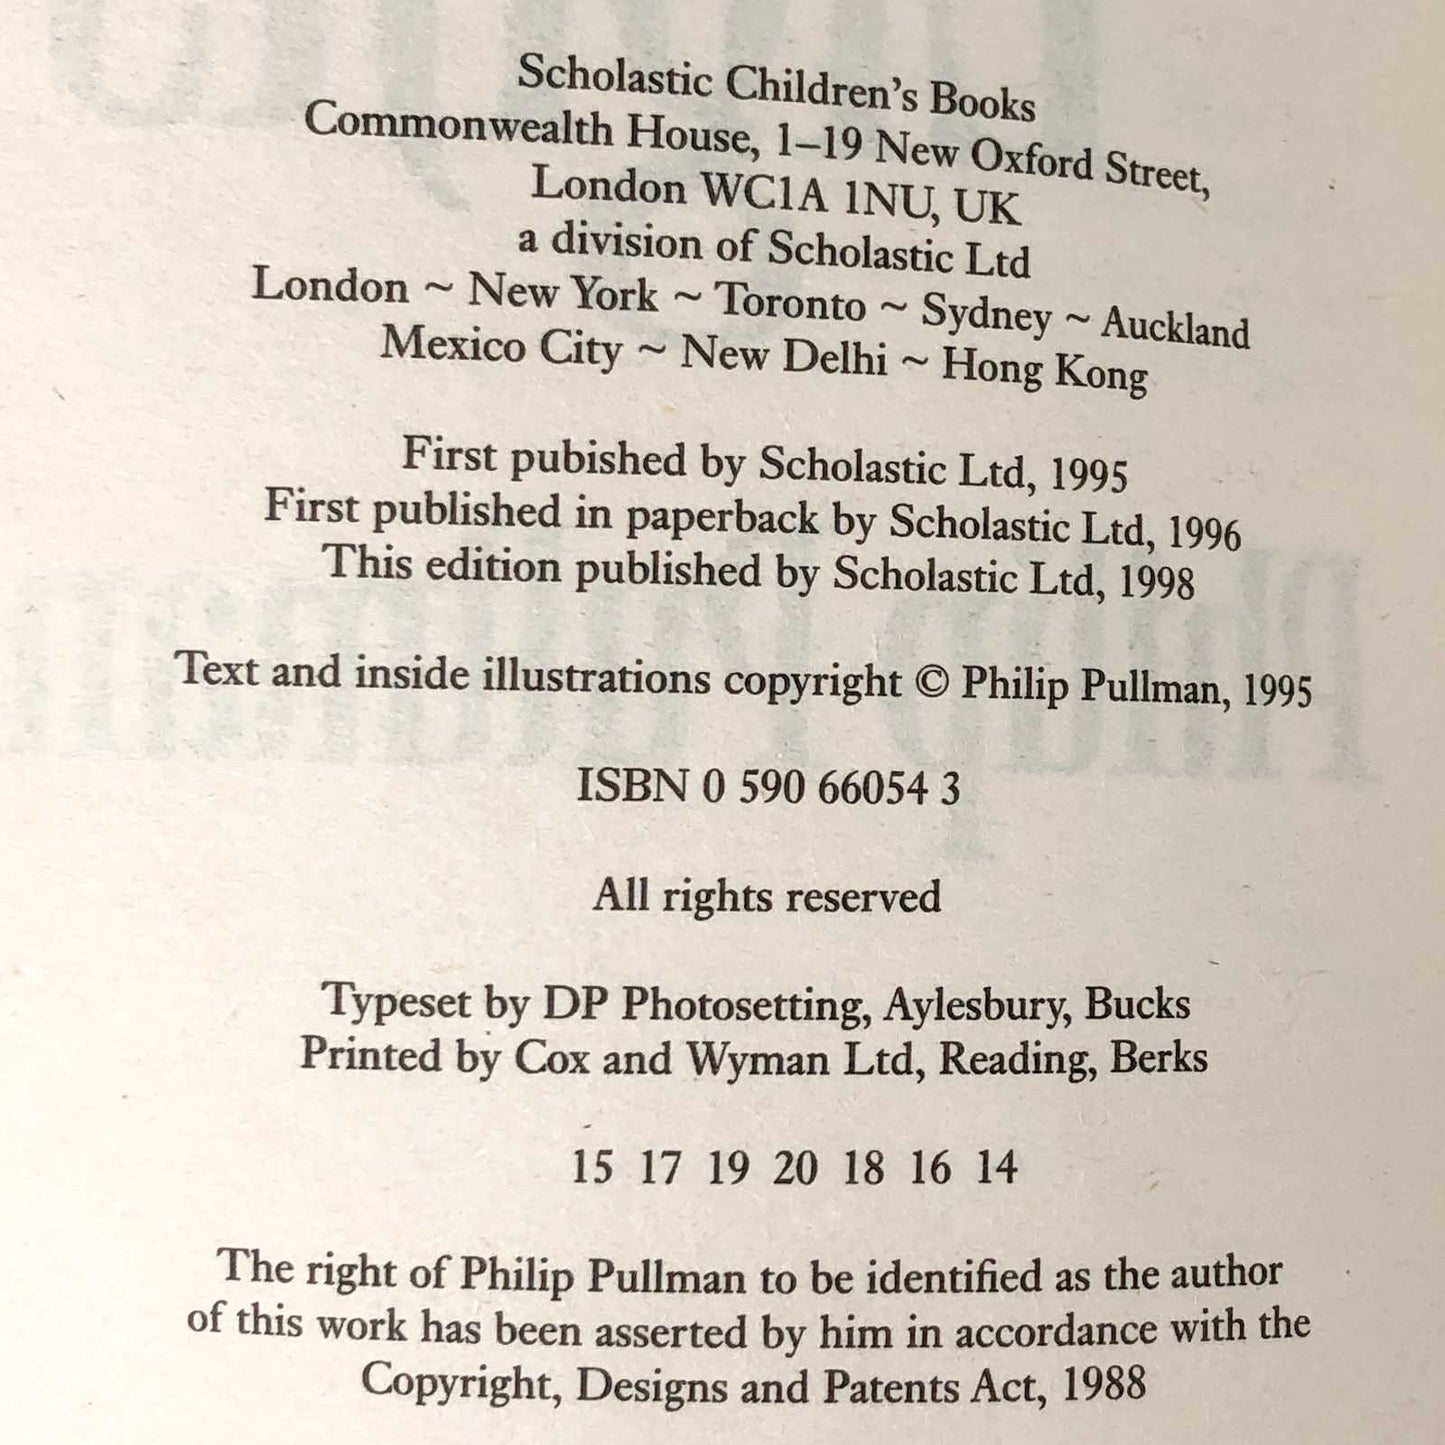 Scholastic Children's Books
Commonwealth House, 1–19 New Oxford Street,
London WC1A 1NU, UK
a division of Scholastic Ltd
London ~ New York ~ Toronto ~ Sydney ~ Auckland
Mexico City ~ New Delhi ~ Hong Kong
First pubished by Scholastic Ltd, 1995
First published in paperback by Scholastic Ltd, 1996
This edition published by Scholastic Ltd, 1998
Text and inside illustrations copyright © Philip Pullman, 1995
ISBN 0 590 66054 3
All rights reserved
Typeset by DP Photosetting, Aylesbury, Bucks
Printed by Cox and Wyman Ltd, Reading, Berks
15 17 19 20 18 16 14
The right of Philip Pullman to be identified as the author
of this work has been asserted by him in accordance with the
Copyright, Designs and Patents Act, 1988